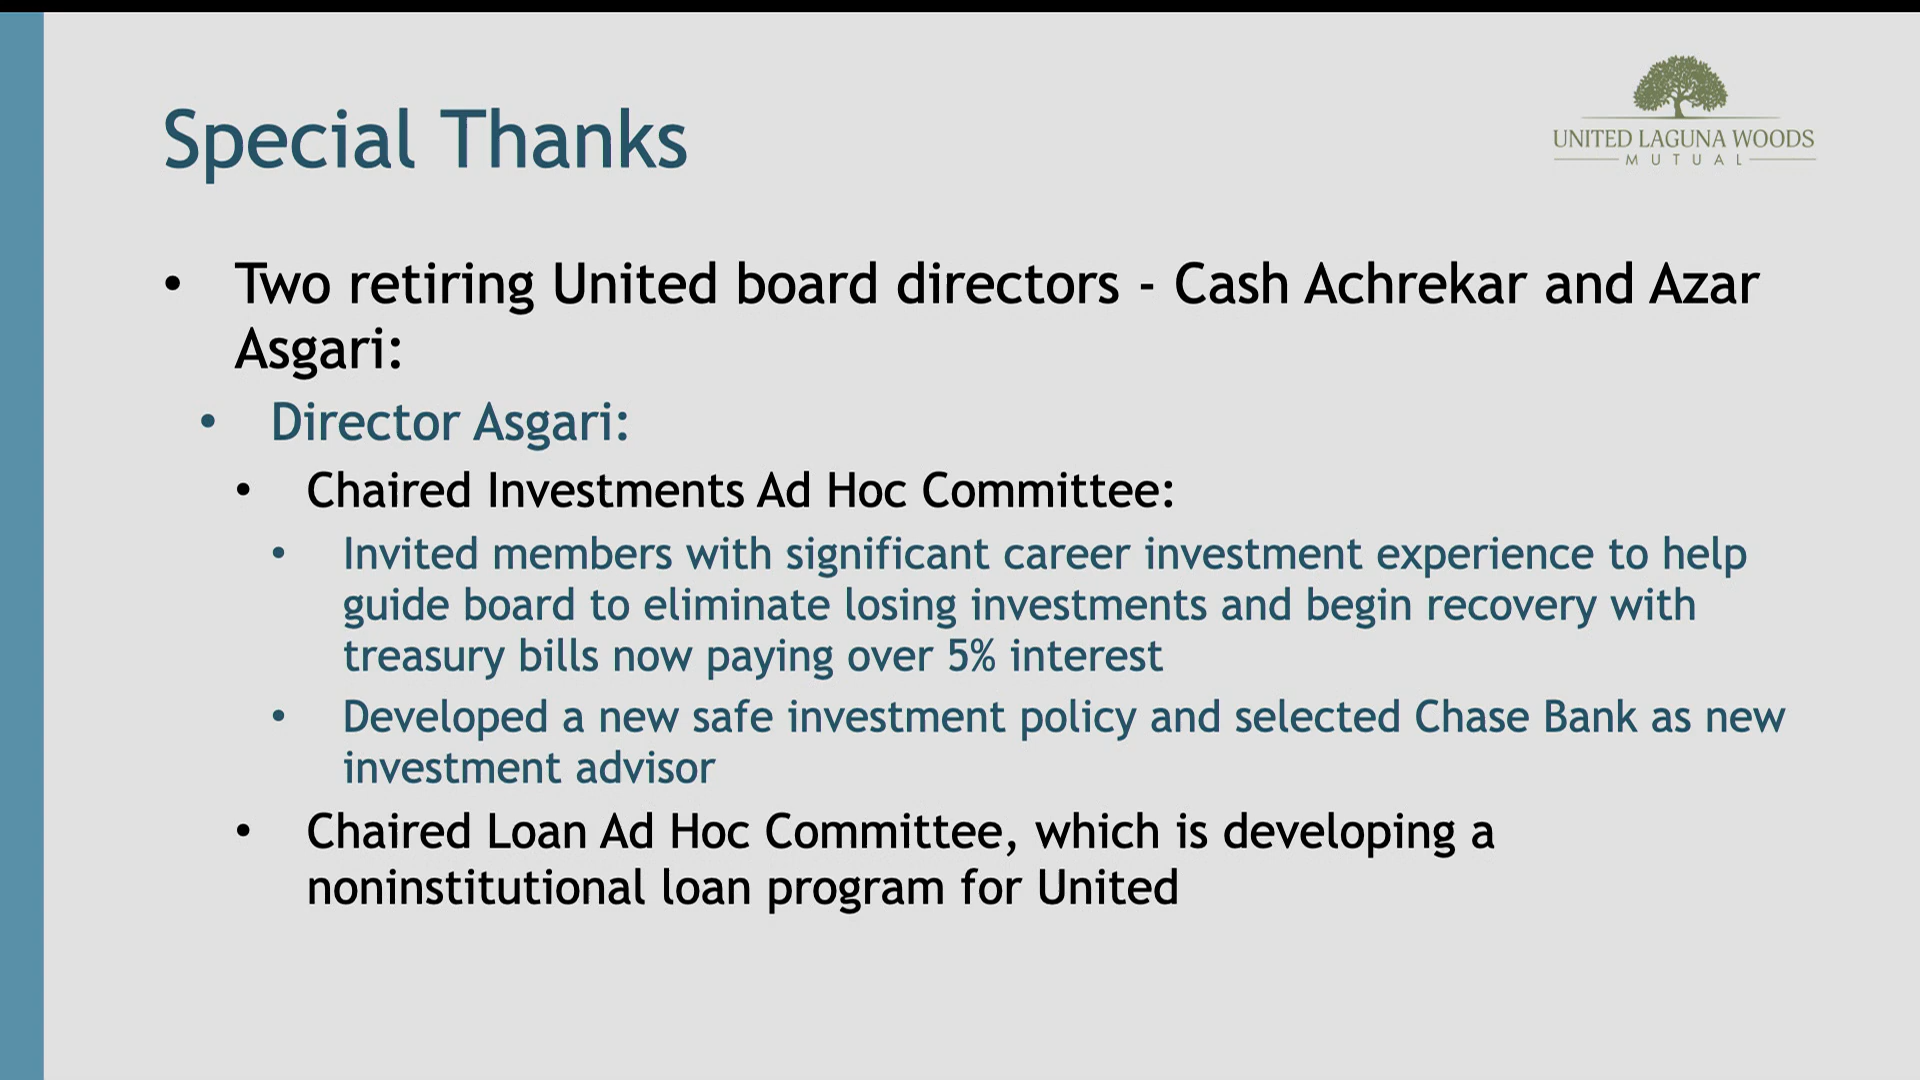 Special Thanks
UNITED LAGUNA WOODS
MUTUAL
• Two retiring United board directors - Cash Achrekar and Azar
Asgari:
• Director Asgari:
• Chaired Investments Ad Hoc Committee:
• Invited members with significant career investment experience to help
guide board to eliminate losing investments and begin recovery with
treasury bills now paying over 5% interest
• Developed a new safe investment policy and selected Chase Bank as new
investment advisor
• Chaired Loan Ad Hoc Committee, which is developing a
noninstitutional loan program for United